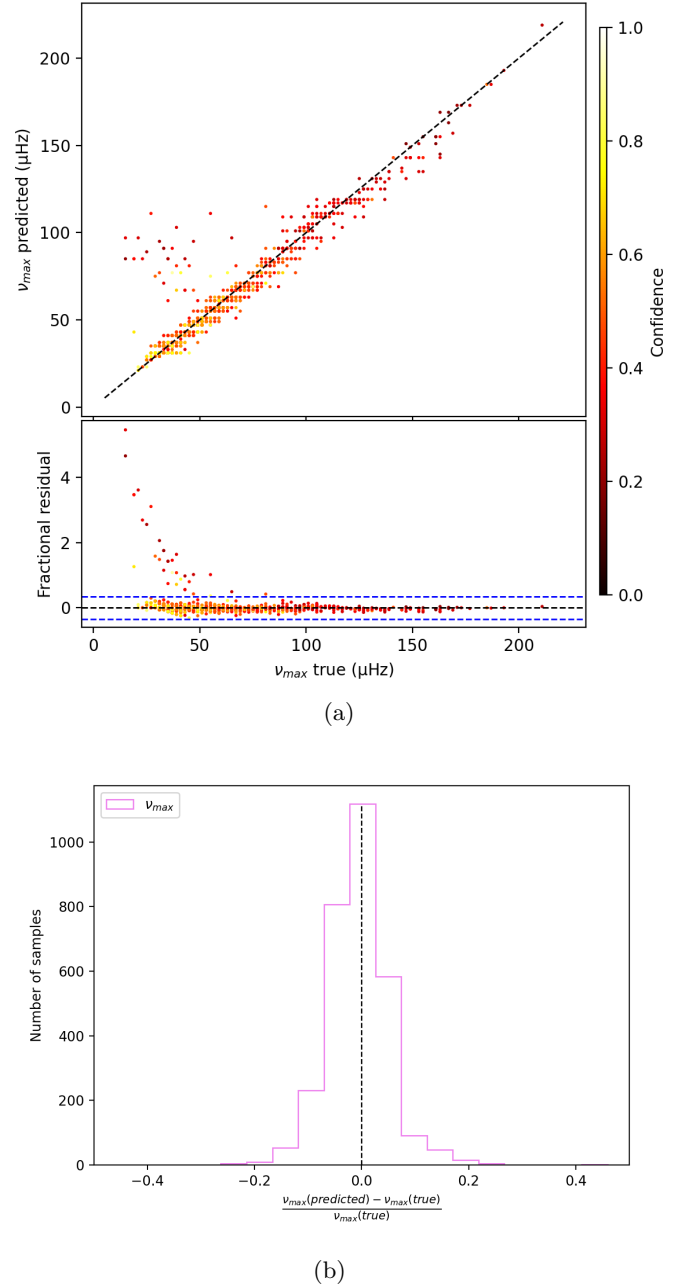 200
150
100
50
0
ν_max predicted (μHz)
1.0
0.8
0.6
0.4
0.2
0.0
Confidence
4
2
0
Fractional residual
0 50 100 150 200
ν_max true (μHz)
(a)
ν_max
1000
800
600
400
200
0
Number of samples
−0.4 −0.2 0.0 0.2 0.4
ν_max(predicted) − ν_max(true)
ν_max(true)
(b)